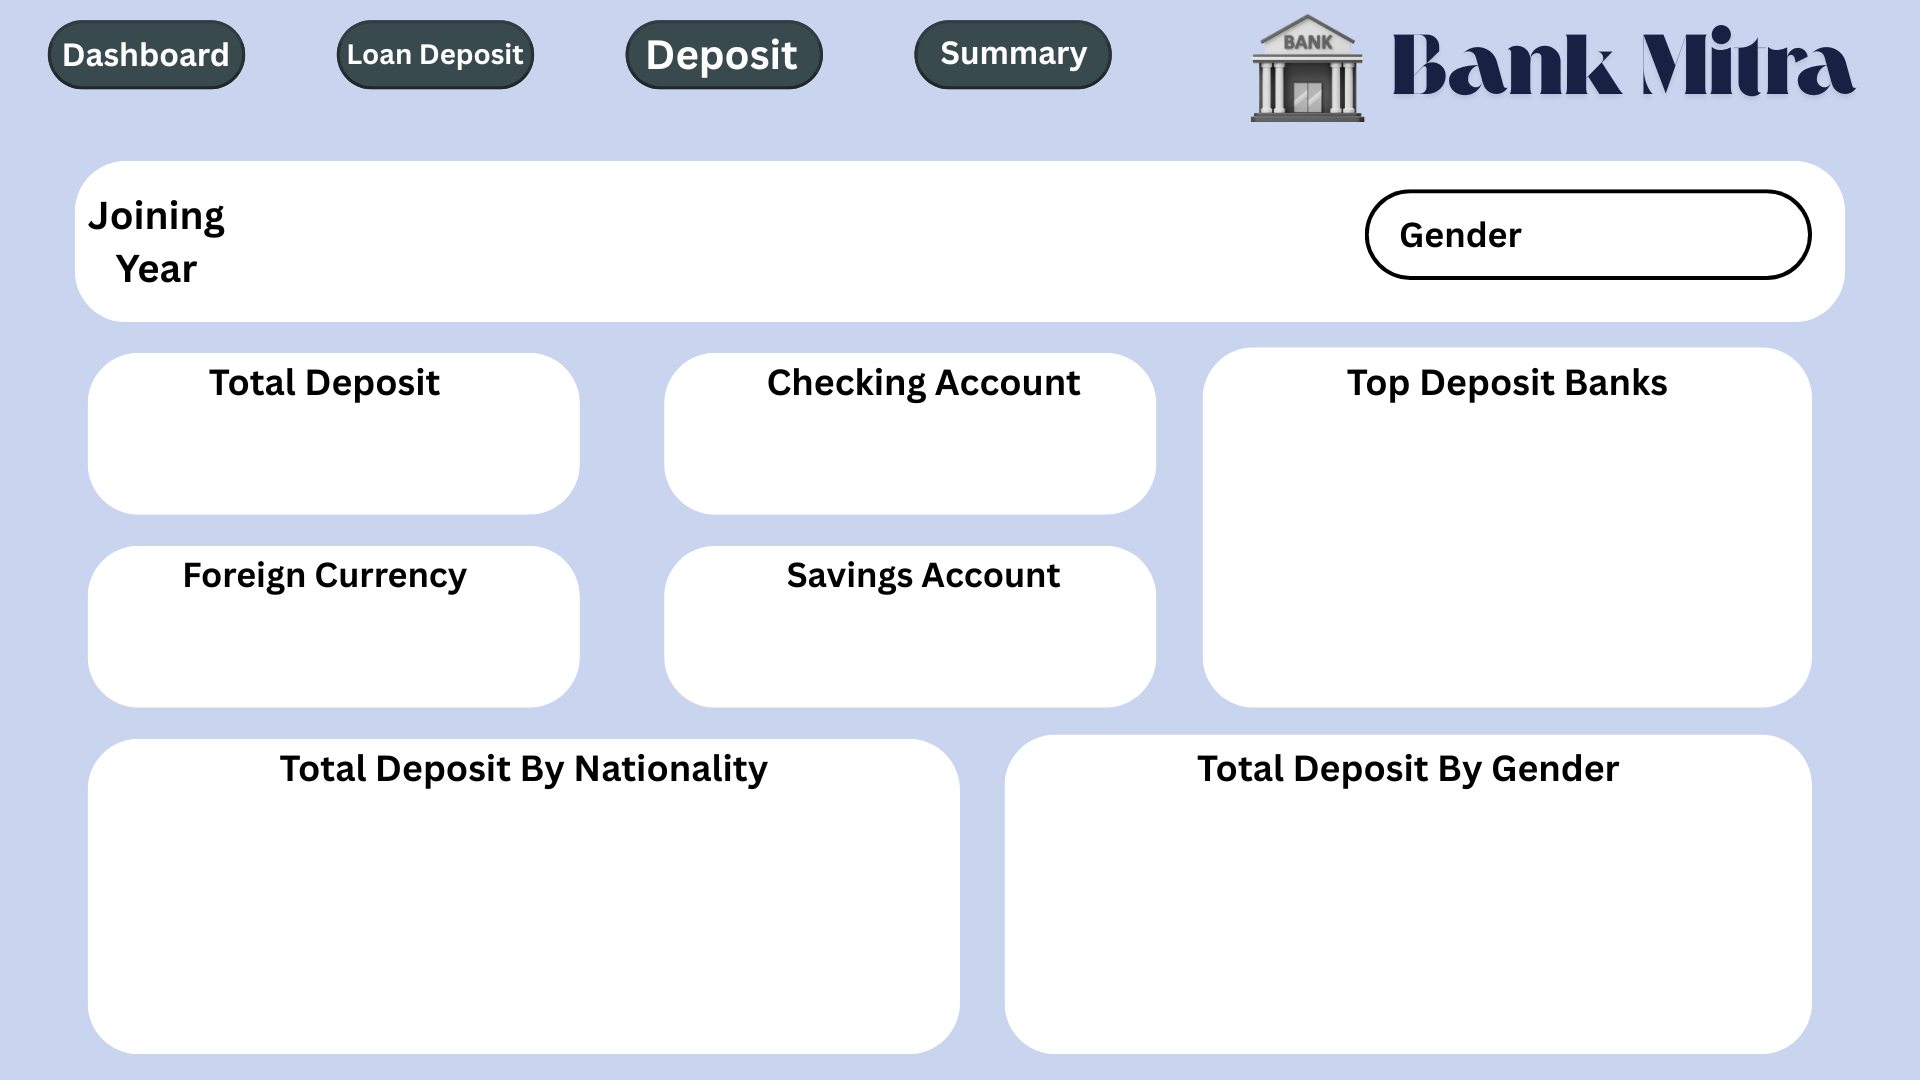 Dashboard
Loan Deposit
Deposit
Summary
BANK
Bank Mitra
Joining
Year
Gender
Total Deposit
Checking Account
Top Deposit Banks
Foreign Currency
Savings Account
Total Deposit By Nationality
Total Deposit By Gender